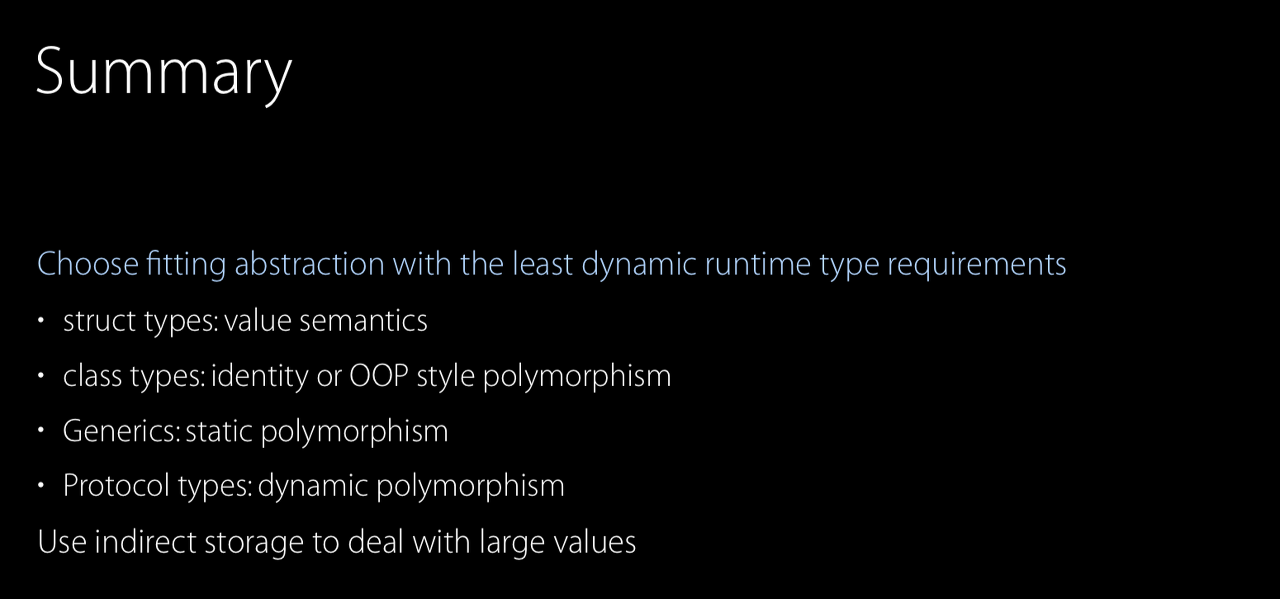 Summary
Choose fitting abstraction with the least dynamic runtime type requirements
• struct types: value semantics
• class types: identity or OOP style polymorphism
• Generics: static polymorphism
• Protocol types: dynamic polymorphism
Use indirect storage to deal with large values